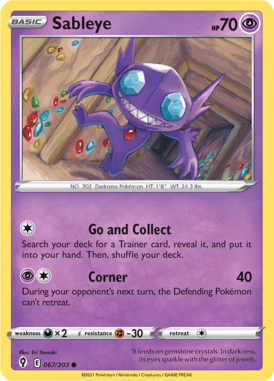 BASIC Sableye HP 70
NO. 302. Darkness Pokémon. HT: 1'8". WT: 24.3 lbs.
Go and Collect
Search your deck for a Trainer card, reveal it, and put it
into your hand. Then, shuffle your deck.
Corner 40
During your opponent's next turn, the Defending Pokémon
can't retreat.
weakness ×2 resistance -30 retreat
Illus. Eri Yamaki
067/203
It feeds on gemstone crystals. In darkness,
its eyes sparkle with the glitter of jewels.
©2021 Pokémon / Nintendo / Creatures / GAME FREAK